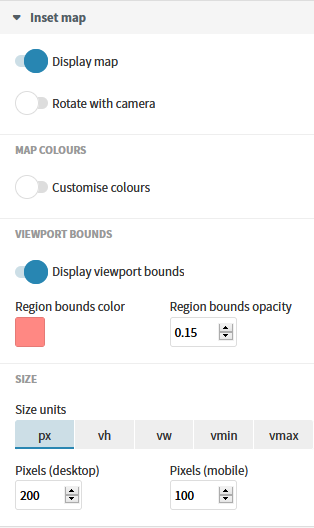 Inset map
Display map
Rotate with camera
MAP COLOURS
Customise colours
VIEWPORT BOUNDS
Display viewport bounds
Region bounds color Region bounds opacity
0.15
SIZE
Size units
px vh vw vmin vmax
Pixels (desktop) Pixels (mobile)
200 100